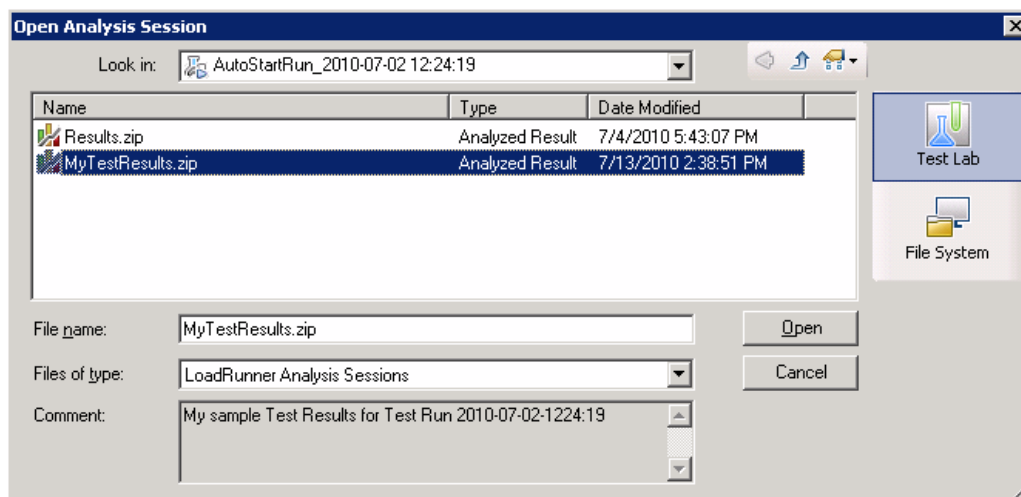 Open Analysis Session
Look in: AutoStartRun_2010-07-02 12:24:19
Name Type Date Modified
Results.zip Analyzed Result 7/4/2010 5:43:07 PM
MyTestResults.zip Analyzed Result 7/13/2010 2:38:51 PM
Test Lab
File System
File name: MyTestResults.zip Open
Files of type: LoadRunner Analysis Sessions Cancel
Comment: My sample Test Results for Test Run 2010-07-02-1224:19